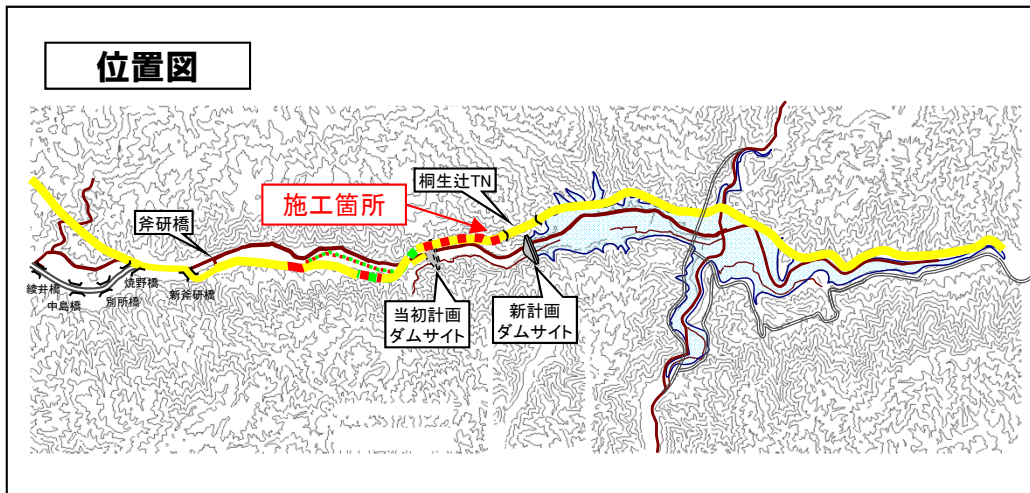 位置図
桐生辻TN
施工箇所
斧研橋
綾井橋
中島橋
別所橋
焼野橋
新斧研橋
当初計画
ダムサイト
新計画
ダムサイト